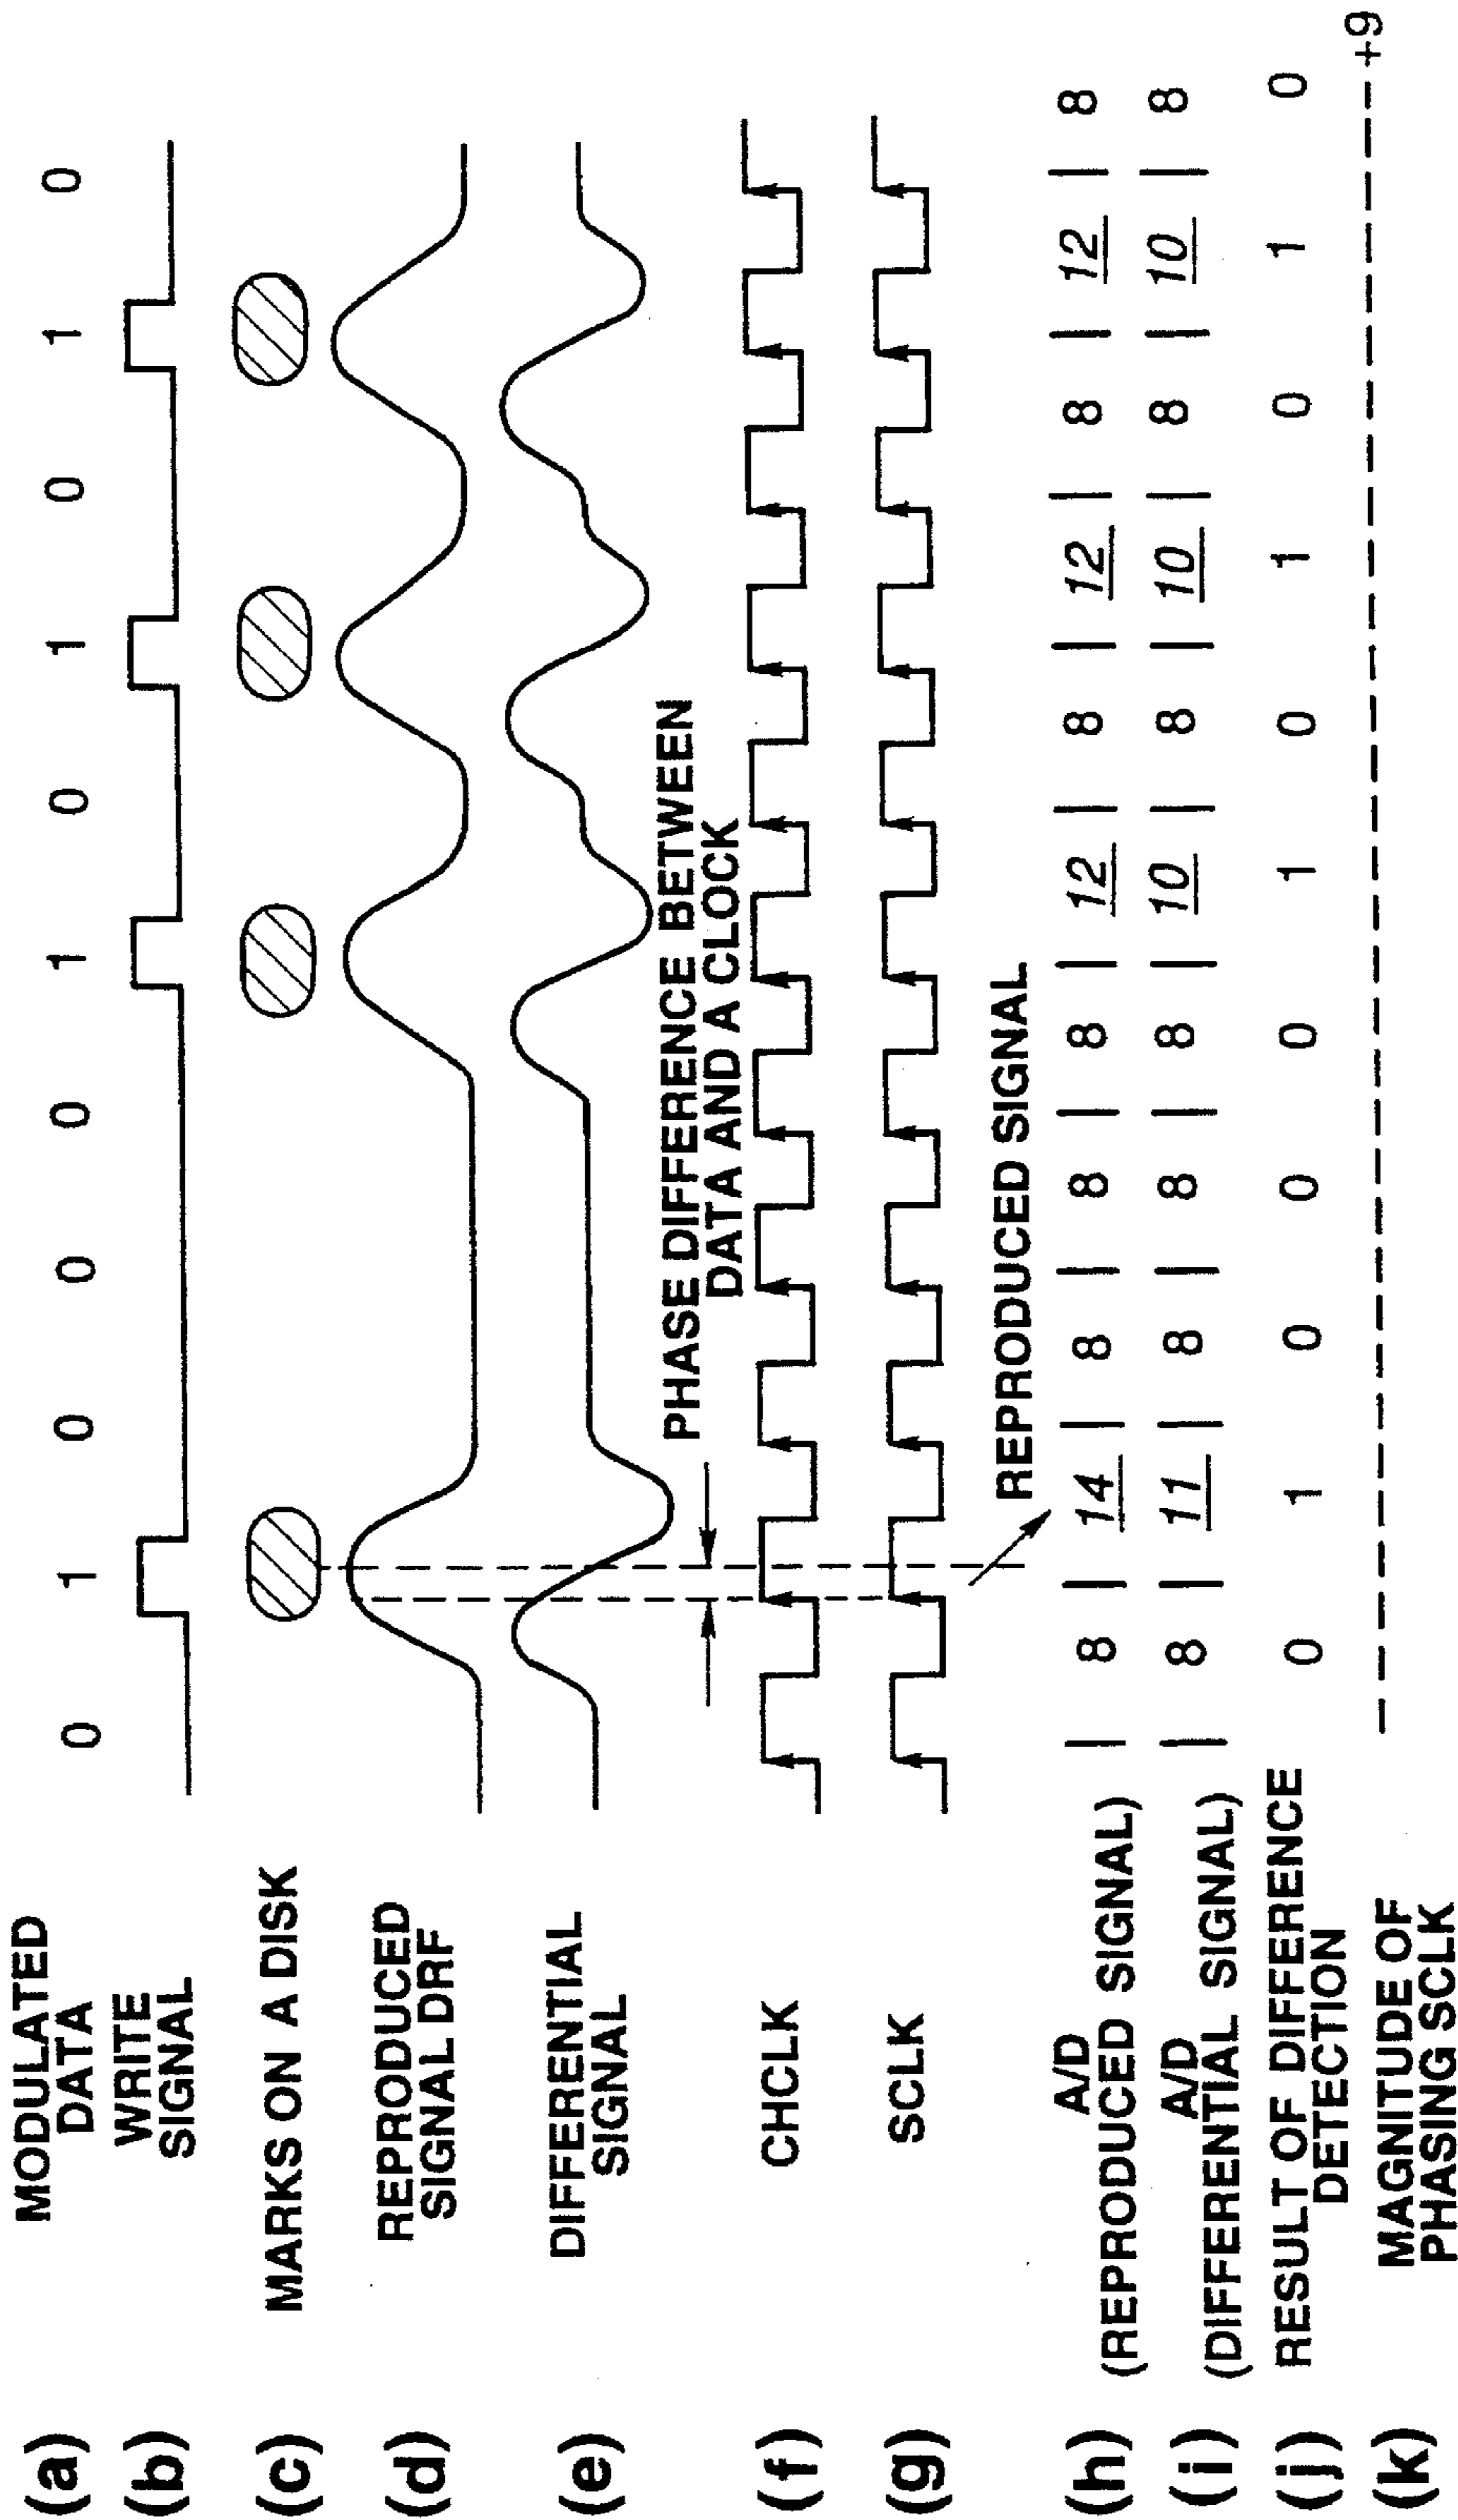 (a) MODULATED DATA 0 1 0 0 0 1 0 1 0 1 0
(b) WRITE SIGNAL
(c) MARKS ON A DISK
(d) REPRODUCED SIGNAL DRF
(e) DIFFERENTIAL SIGNAL
PHASE DIFFERENCE BETWEEN
DATA AND A CLOCK
(f) CHCLK
(g) SCLK
REPRODUCED SIGNAL
(h) A/D (REPRODUCED SIGNAL) | 8 | 14 | 8 | 8 | 8 | 12 | 8 | 12 | 8 | 12 | 8
(i) A/D (DIFFERENTIAL SIGNAL) | 8 | 11 | 8 | 8 | 8 | 10 | 8 | 10 | 8 | 10 | 8
(j) RESULT OF DIFFERENCE DETECTION 0 1 0 0 0 1 0 1 0 1 0
(k) MAGNITUDE OF PHASING SCLK +9